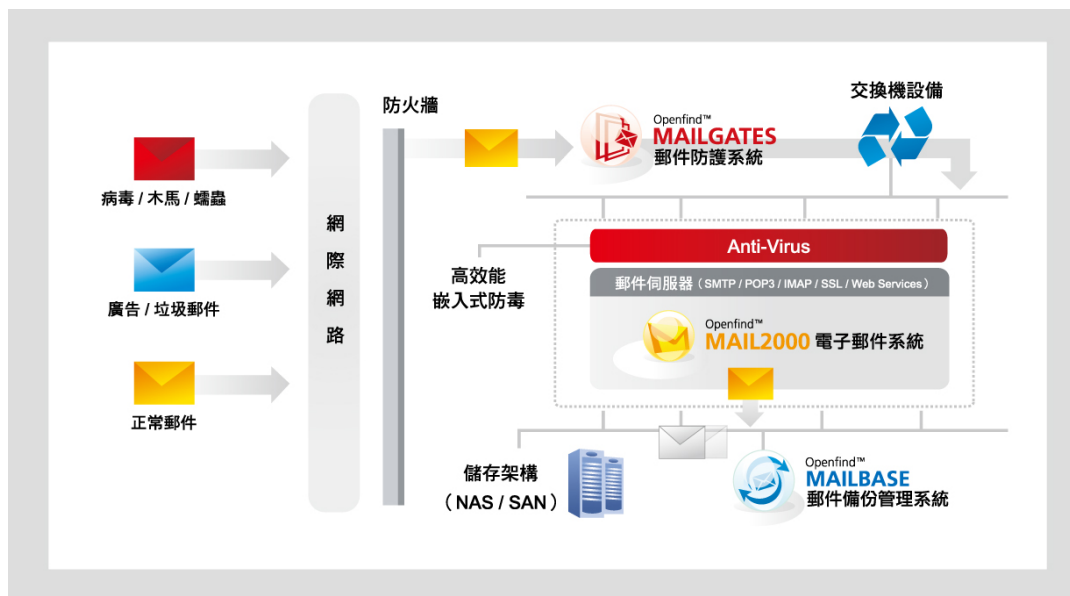 病毒 / 木馬 / 蠕蟲
廣告 / 垃圾郵件
正常郵件
網際網路
防火牆
Openfind™
MAILGATES
郵件防護系統
交換機設備
高效能
嵌入式防毒
Anti-Virus
郵件伺服器（SMTP / POP3 / IMAP / SSL / Web Services）
Openfind™
MAIL2000 電子郵件系統
儲存架構
（NAS / SAN）
Openfind™
MAILBASE
郵件備份管理系統